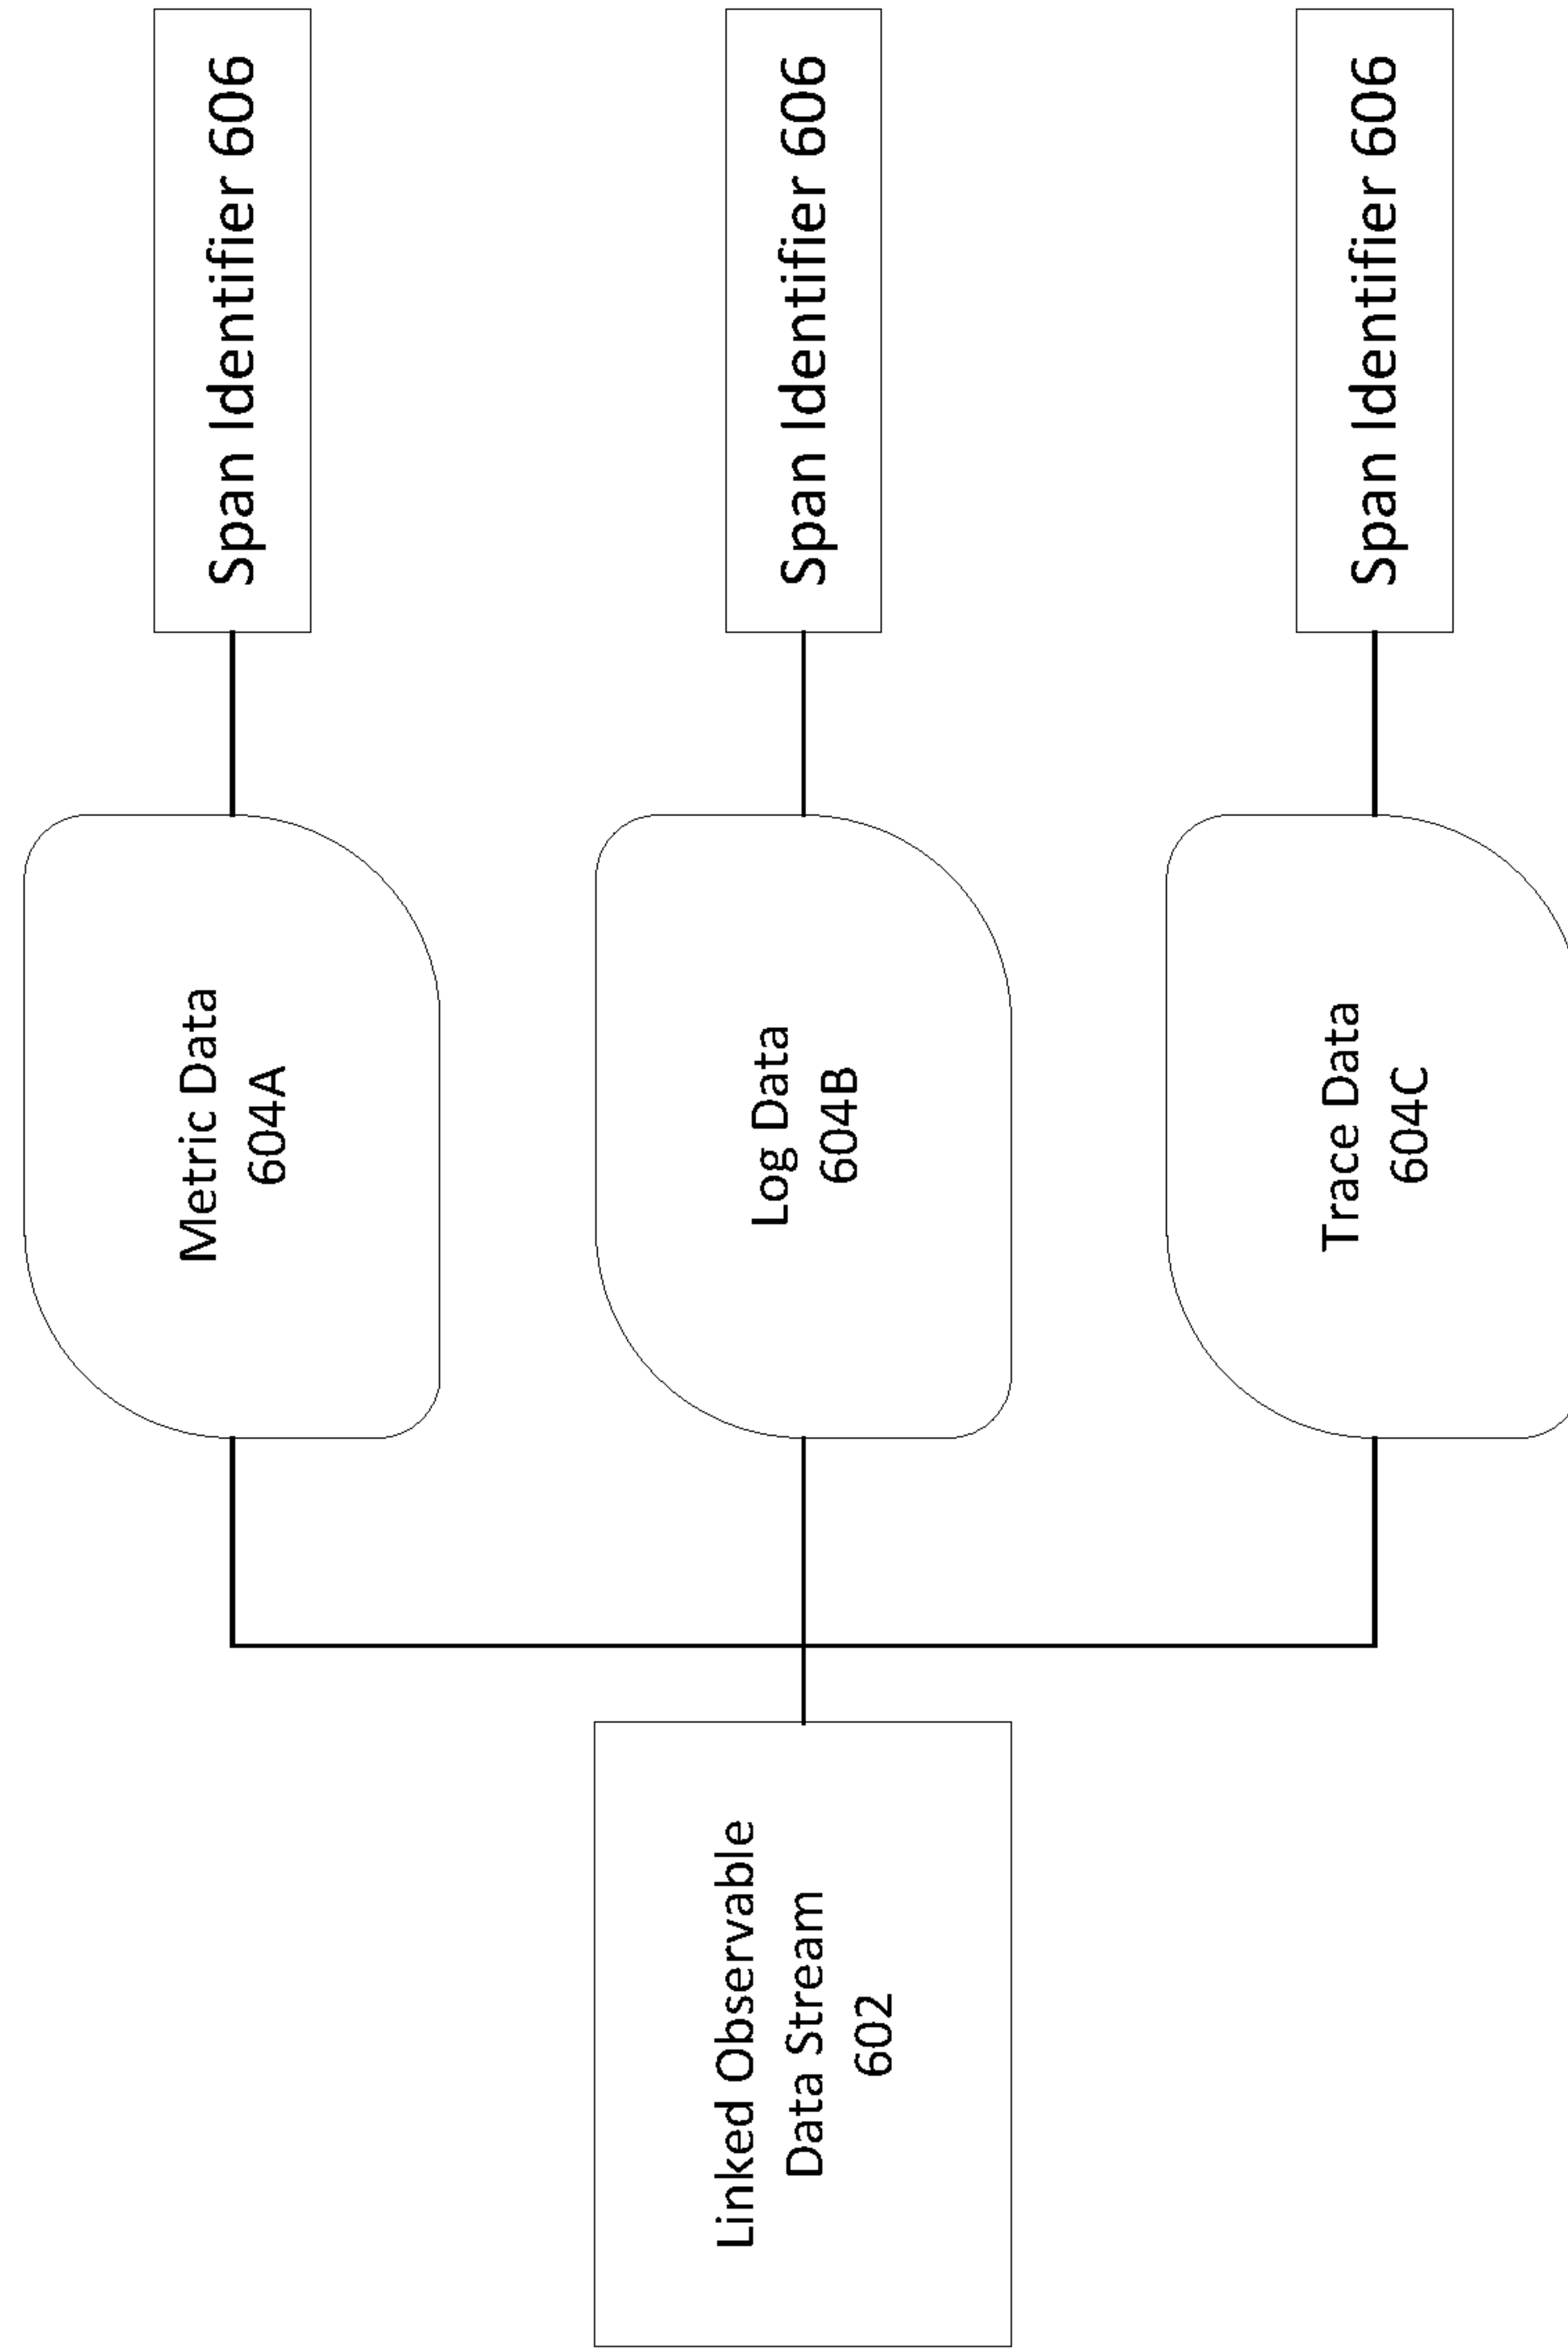 Linked Observable
Data Stream
602
Metric Data
604A
Span Identifier 606
Log Data
604B
Span Identifier 606
Trace Data
604C
Span Identifier 606